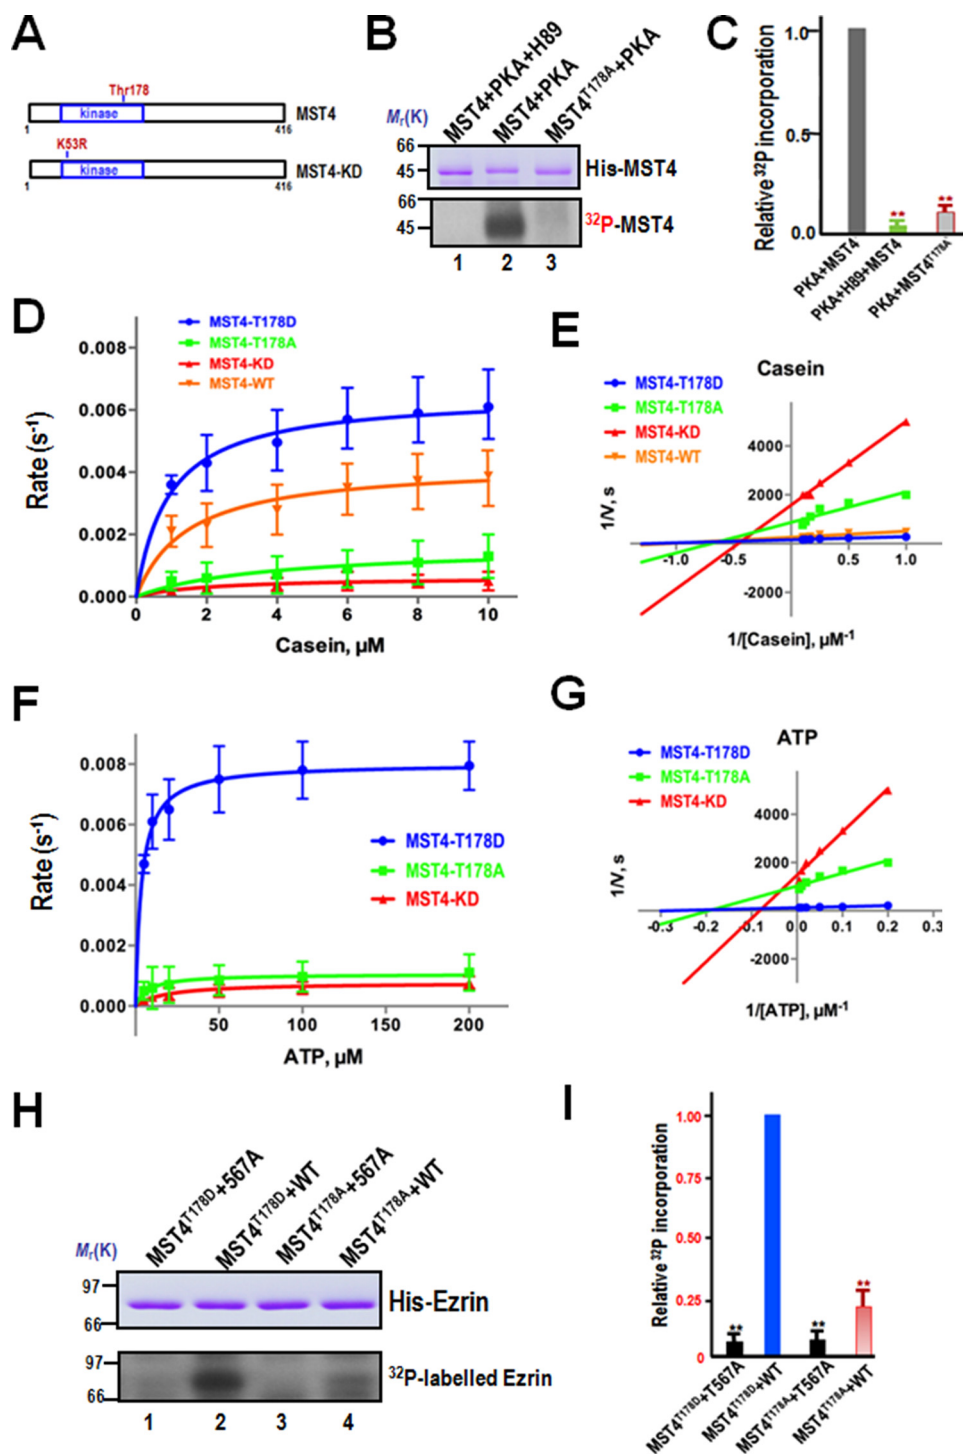 A
Thr178
kinase
MST4
1
416
K53R
kinase
MST4-KD
1
416
B
Mr(K)
MST4+PKA+H89
MST4+PKA
MST4T178A+PKA
66
45
His-MST4
66
45
32P-MST4
1 2 3
C
Relative 32P incorporation
1.0
0.5
0.0
**
**
PKA+MST4
PKA+H89+MST4
PKA+MST4T178A
D
MST4-T178D
MST4-T178A
MST4-KD
MST4-WT
Rate (s-1)
0.008
0.006
0.004
0.002
0.000
0 2 4 6 8 10
Casein, µM
E
Casein
MST4-T178D
MST4-T178A
MST4-KD
MST4-WT
1/V, s
4000
2000
-2000
-1.0 -0.5 0.0 0.5 1.0
1/[Casein], µM-1
F
Rate (s-1)
0.008
0.006
0.004
0.002
0.000
50 100 150 200
ATP, µM
MST4-T178D
MST4-T178A
MST4-KD
G
ATP
MST4-T178D
MST4-T178A
MST4-KD
1/V, s
4000
2000
-2000
-0.3 -0.2 -0.1 0.0 0.1 0.2 0.3
1/[ATP], µM-1
H
Mr(K)
MST4T178D+567A
MST4T178D+WT
MST4T178A+567A
MST4T178A+WT
97
66
His-Ezrin
97
66
32P-labelled Ezrin
1 2 3 4
I
Relative 32P incorporation
1.00
0.75
0.50
0.25
0
**
**
**
MST4T178D+T567A
MST4T178D+WT
MST4T178A+T567A
MST4T178A+WT